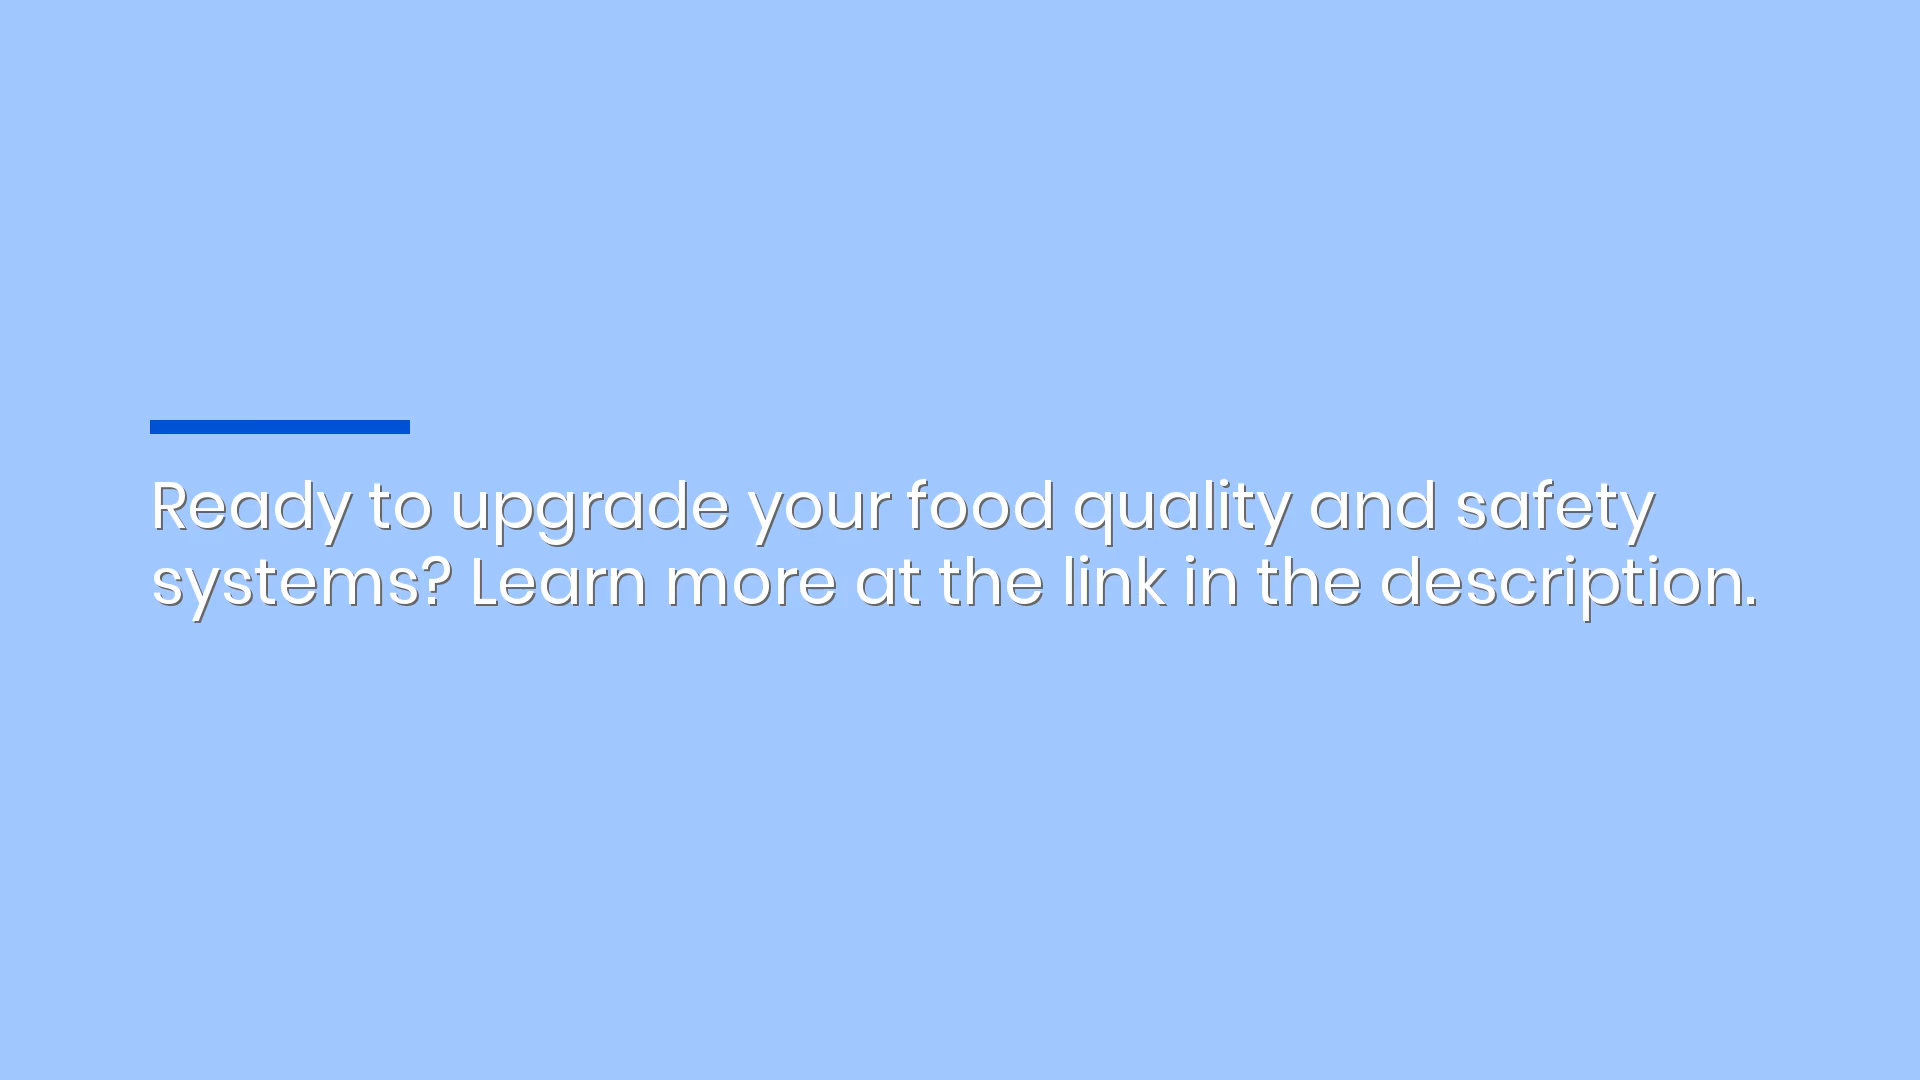 Ready to upgrade your food quality and safety
systems? Learn more at the link in the description.